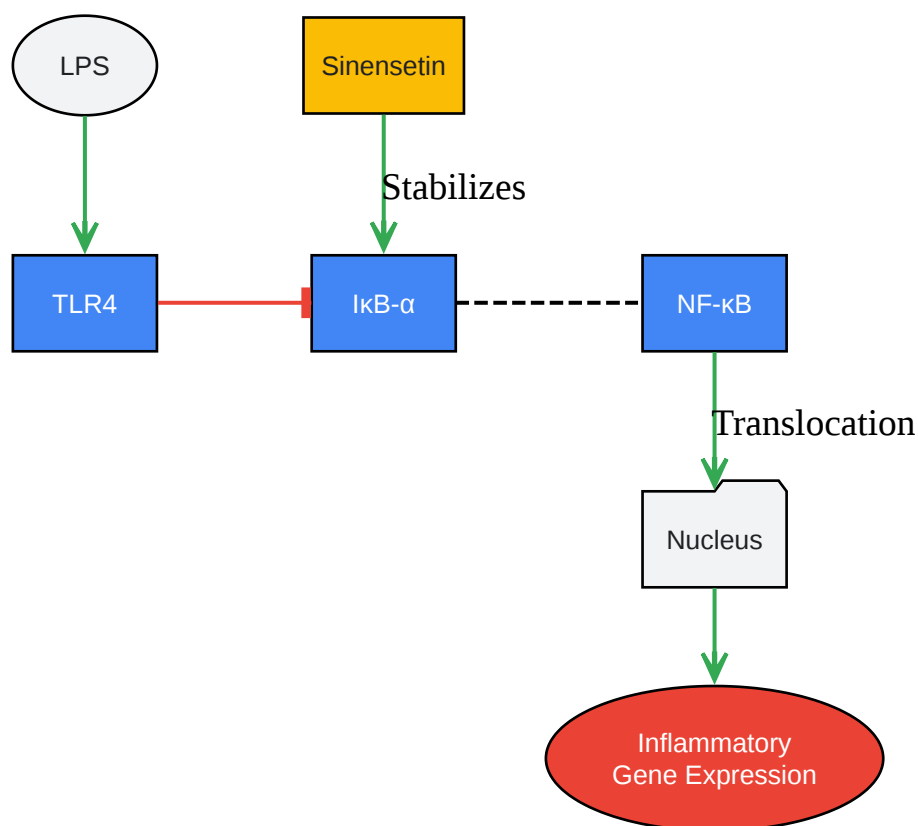 LPS
Sinensetin
Stabilizes
TLR4
IκB-α
NF-κB
Translocation
Nucleus
Inflammatory
Gene Expression